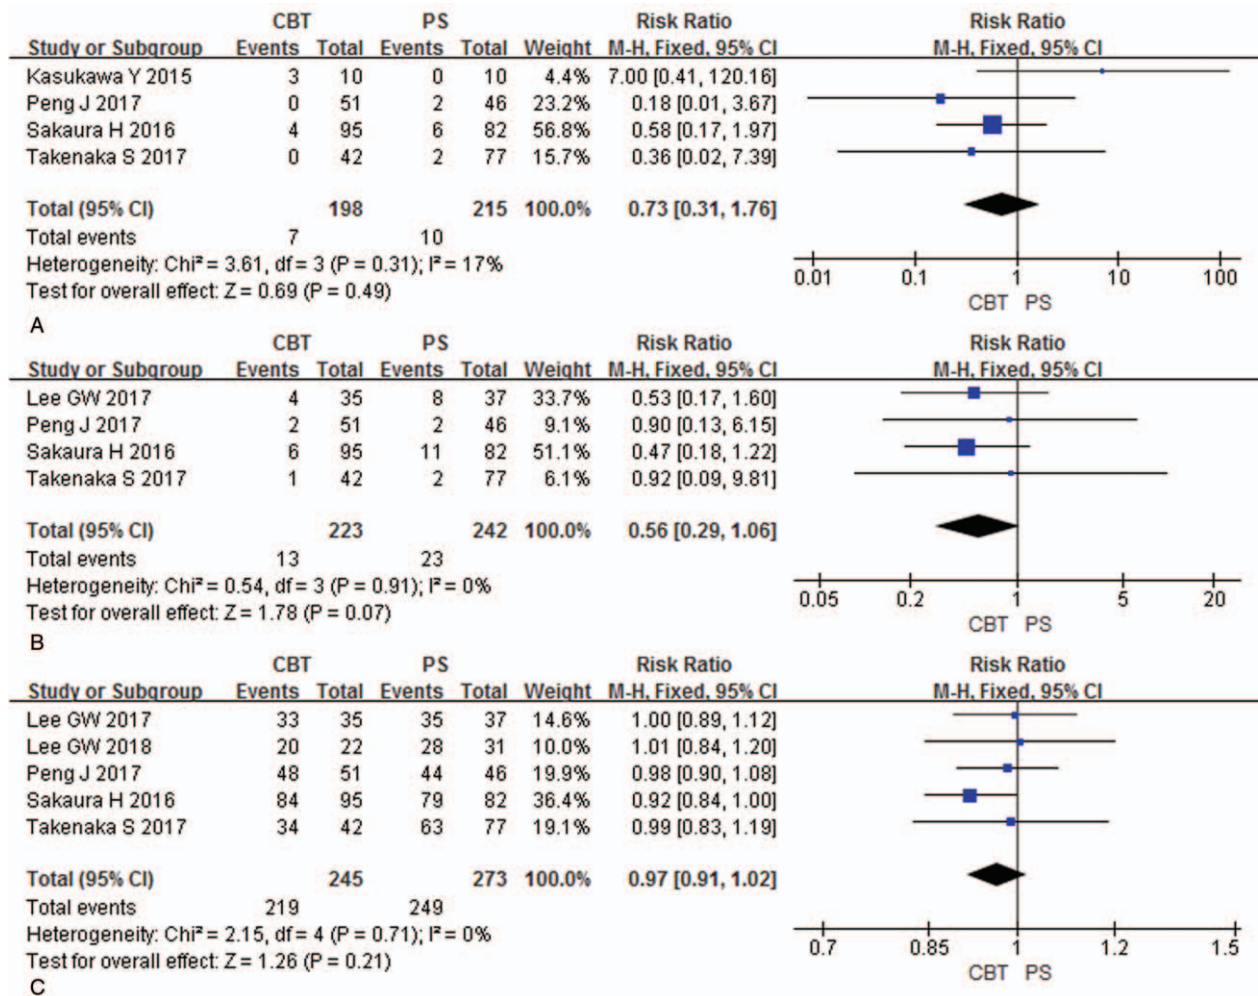 CBT PS Risk Ratio Risk Ratio
Study or Subgroup Events Total Events Total Weight M-H, Fixed, 95% CI M-H, Fixed, 95% CI
Kasukawa Y 2015 3 10 0 10 4.4% 7.00 [0.41, 120.16]
Peng J 2017 0 51 2 46 23.2% 0.18 [0.01, 3.67]
Sakaura H 2016 4 95 6 82 56.8% 0.58 [0.17, 1.97]
Takenaka S 2017 0 42 2 77 15.7% 0.36 [0.02, 7.39]
Total (95% CI) 198 215 100.0% 0.73 [0.31, 1.76]
Total events 7 10
Heterogeneity: Chi² = 3.61, df = 3 (P = 0.31); I² = 17%
Test for overall effect: Z = 0.69 (P = 0.49)
0.01 0.1 1 10 100
CBT PS
A
CBT PS Risk Ratio Risk Ratio
Study or Subgroup Events Total Events Total Weight M-H, Fixed, 95% CI M-H, Fixed, 95% CI
Lee GW 2017 4 35 8 37 33.7% 0.53 [0.17, 1.60]
Peng J 2017 2 51 2 46 9.1% 0.90 [0.13, 6.15]
Sakaura H 2016 6 95 11 82 51.1% 0.47 [0.18, 1.22]
Takenaka S 2017 1 42 2 77 6.1% 0.92 [0.09, 9.81]
Total (95% CI) 223 242 100.0% 0.56 [0.29, 1.06]
Total events 13 23
Heterogeneity: Chi² = 0.54, df = 3 (P = 0.91); I² = 0%
Test for overall effect: Z = 1.78 (P = 0.07)
0.05 0.2 1 5 20
CBT PS
B
CBT PS Risk Ratio Risk Ratio
Study or Subgroup Events Total Events Total Weight M-H, Fixed, 95% CI M-H, Fixed, 95% CI
Lee GW 2017 33 35 35 37 14.6% 1.00 [0.89, 1.12]
Lee GW 2018 20 22 28 31 10.0% 1.01 [0.84, 1.20]
Peng J 2017 48 51 44 46 19.9% 0.98 [0.90, 1.08]
Sakaura H 2016 84 95 79 82 36.4% 0.92 [0.84, 1.00]
Takenaka S 2017 34 42 63 77 19.1% 0.99 [0.83, 1.19]
Total (95% CI) 245 273 100.0% 0.97 [0.91, 1.02]
Total events 219 249
Heterogeneity: Chi² = 2.15, df = 4 (P = 0.71); I² = 0%
Test for overall effect: Z = 1.26 (P = 0.21)
0.7 0.85 1 1.2 1.5
CBT PS
C